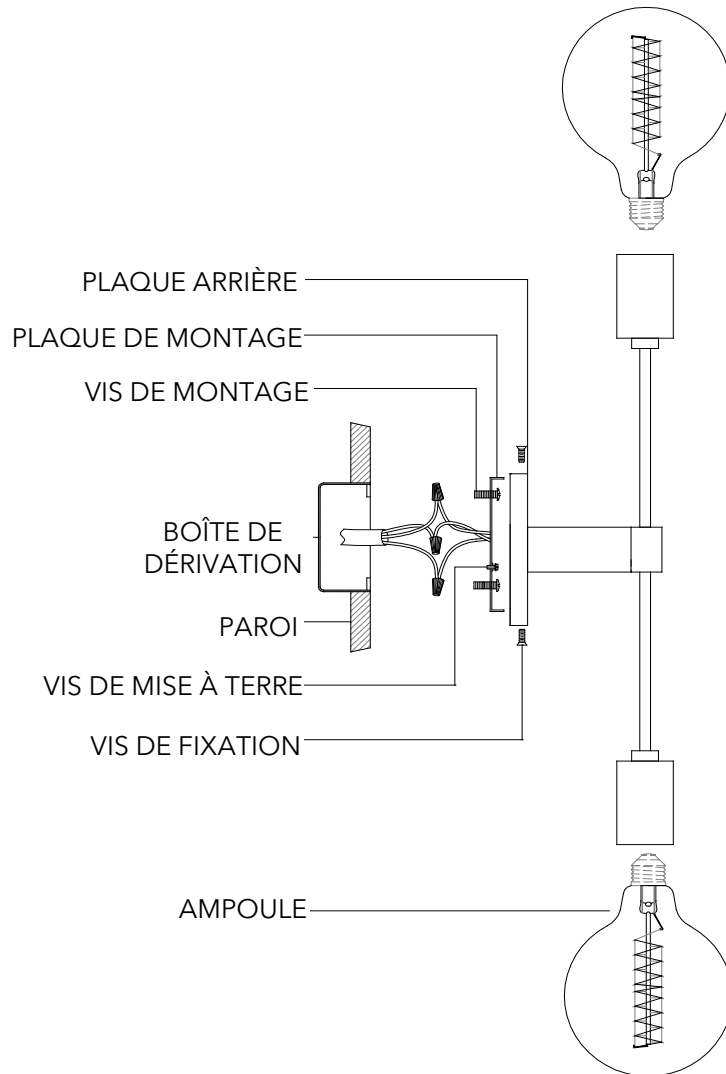 PLAQUE ARRIÈRE
PLAQUE DE MONTAGE
VIS DE MONTAGE
BOÎTE DE
DÉRIVATION
PAROI
VIS DE MISE À TERRE
VIS DE FIXATION
AMPOULE